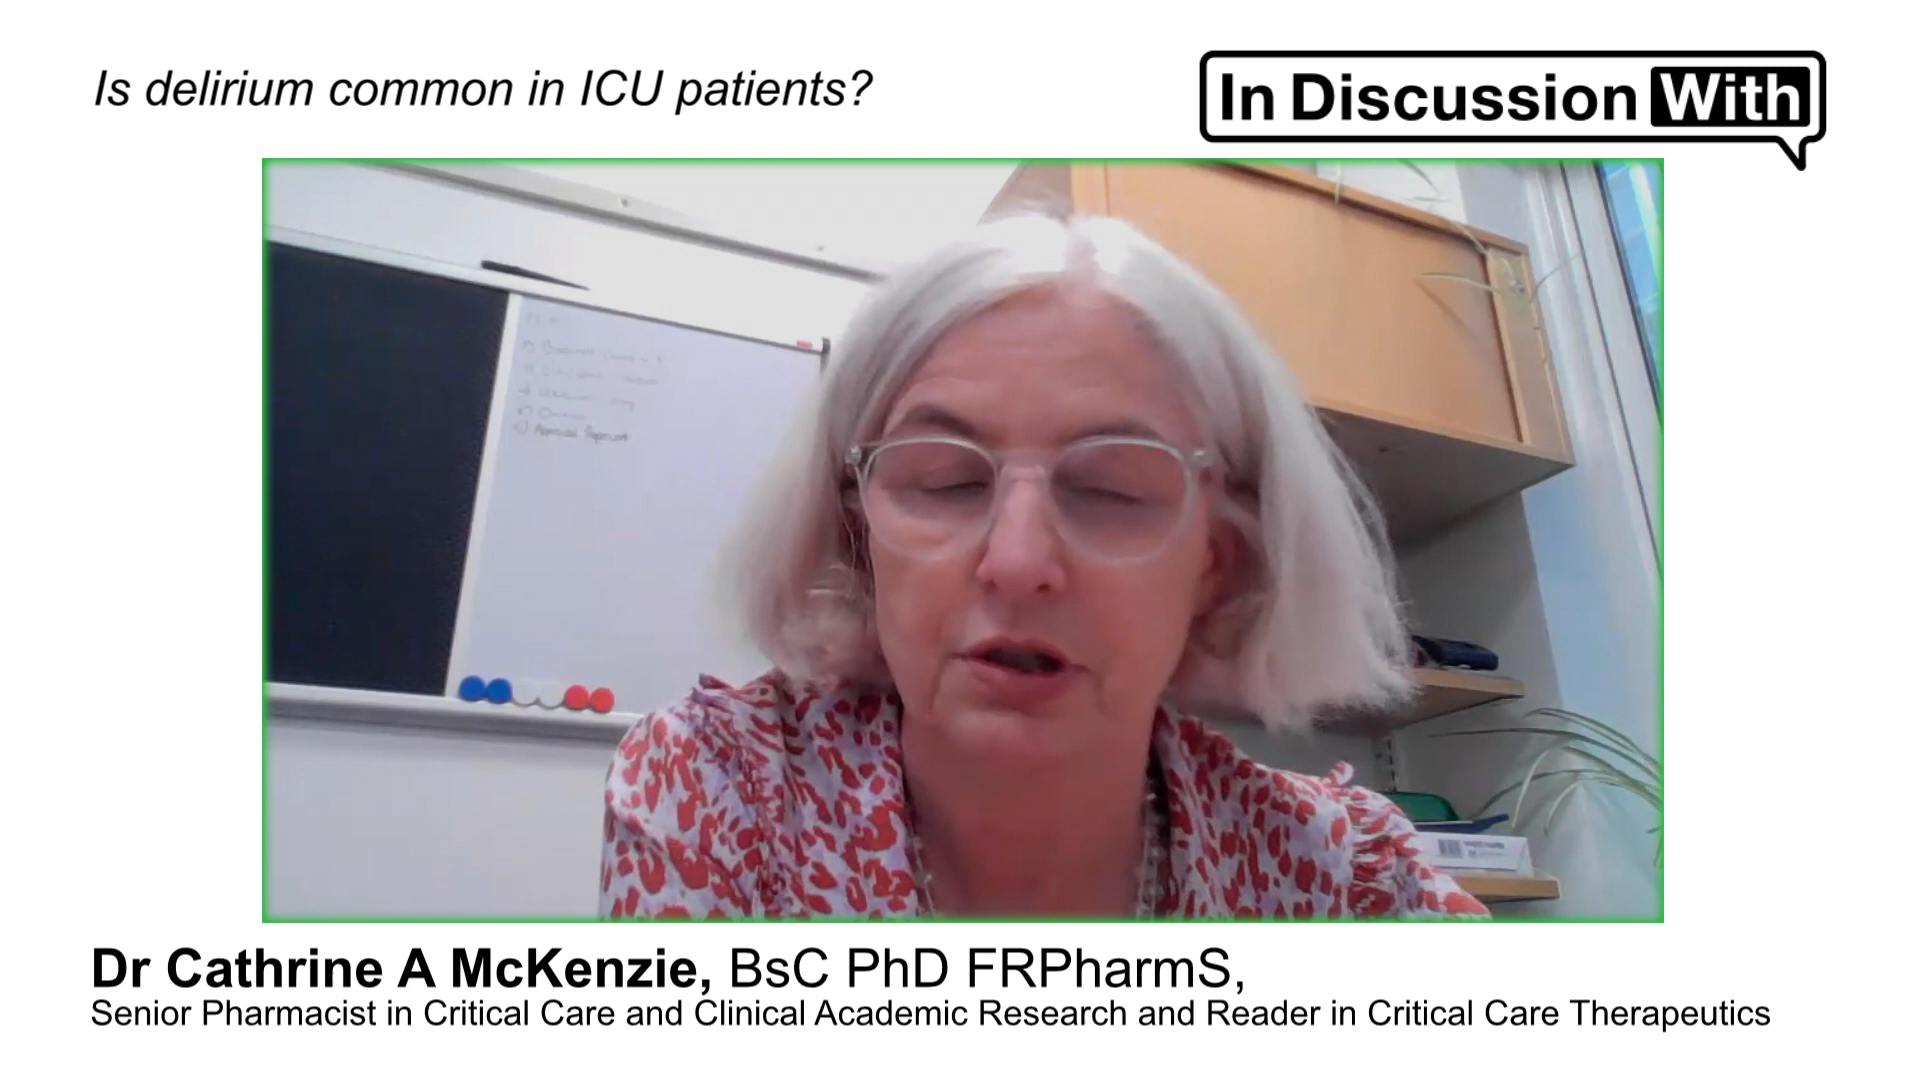 Is delirium common in ICU patients?
In Discussion With
Dr Cathrine A McKenzie, BsC PhD FRPharmS,
Senior Pharmacist in Critical Care and Clinical Academic Research and Reader in Critical Care Therapeutics